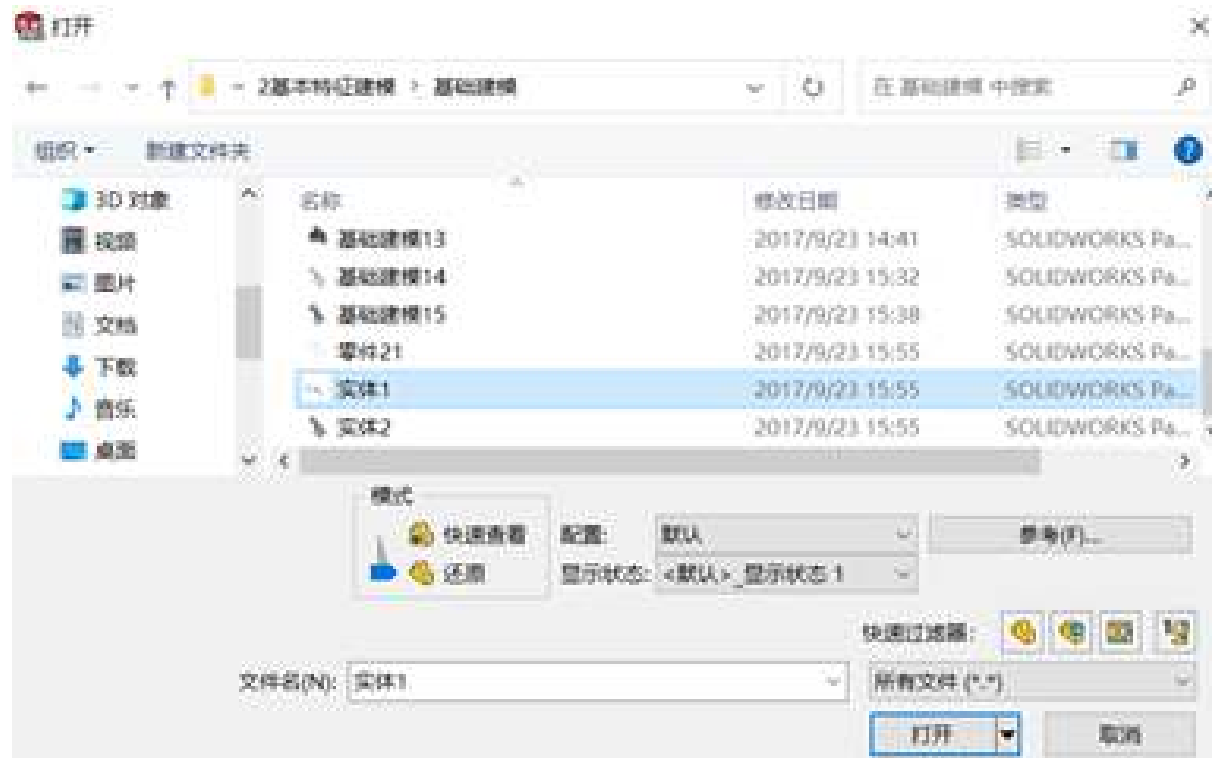 打开
2基本特征建模 › 基础建模
在 基础建模 中搜索
组织 新建文件夹
3D 对象
视频
图片
文档
下载
音乐
桌面
名称 修改日期 类型
基础建模13 2017/9/23 14:41 SOLIDWORKS Pa...
基础建模14 2017/9/23 15:32 SOLIDWORKS Pa...
基础建模15 2017/9/23 15:38 SOLIDWORKS Pa...
零件21 2017/9/23 15:55 SOLIDWORKS Pa...
实体1 2017/9/23 15:55 SOLIDWORKS Pa...
实体2 2017/9/23 15:55 SOLIDWORKS Pa...
模式
快速查看
还原
配置: 默认
参考(F)...
显示状态: <默认>_显示状态 1
快速过滤器:
文件名(N): 实体1
所有文件 (*.*)
打开 取消